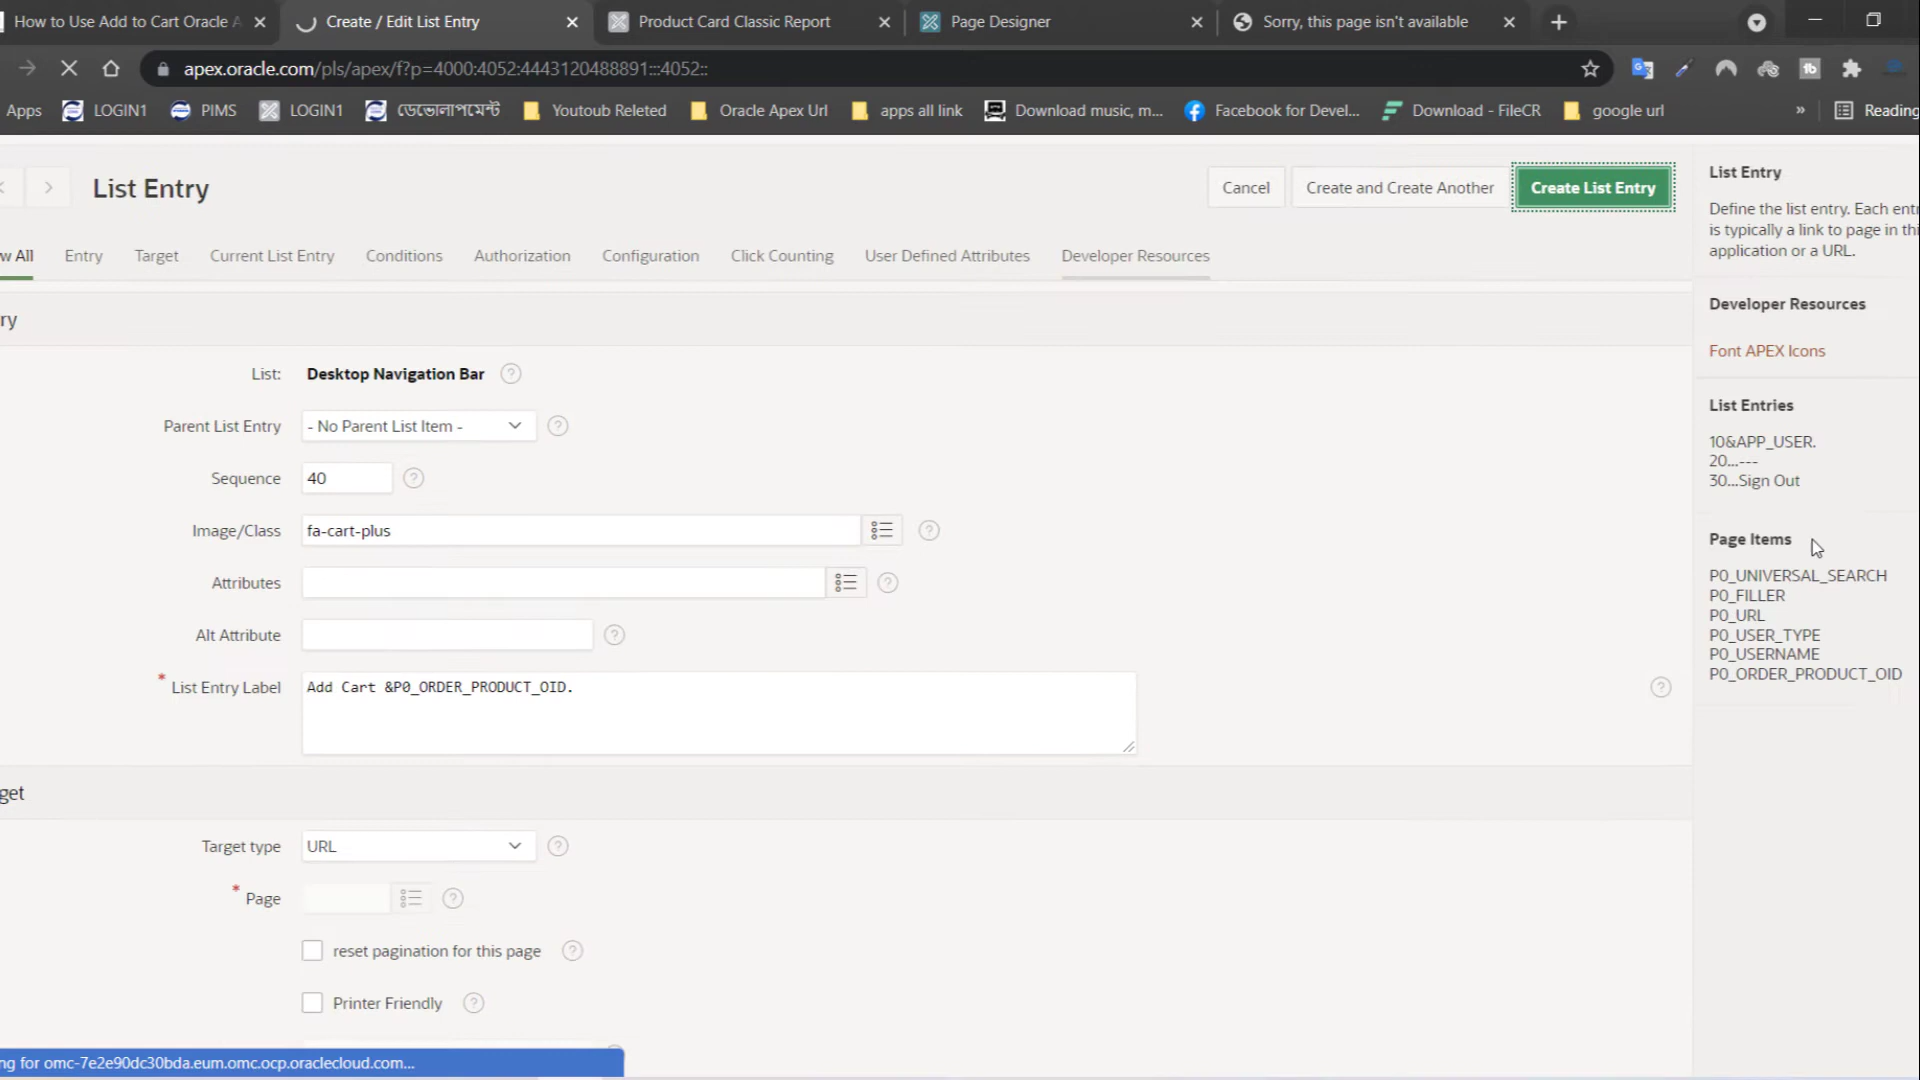 How to Use Add to Cart Oracle A
Create / Edit List Entry
Product Card Classic Report
Page Designer
Sorry, this page isn't available
apex.oracle.com/pls/apex/f?p=4000:4052:4443120488891:::4052::
Apps
LOGIN1
PIMS
LOGIN1
ডেভোলাপমেন্ট
Youtoub Releted
Oracle Apex Url
apps all link
Download music, m...
Facebook for Devel...
Download - FileCR
google url
»
Reading
List Entry
Cancel
Create and Create Another
Create List Entry
w All
Entry
Target
Current List Entry
Conditions
Authorization
Configuration
Click Counting
User Defined Attributes
Developer Resources
ry
List:
Desktop Navigation Bar
Parent List Entry
- No Parent List Item -
Sequence
40
Image/Class
fa-cart-plus
Attributes
Alt Attribute
* List Entry Label
Add Cart &P0_ORDER_PRODUCT_OID.
get
Target type
URL
* Page
reset pagination for this page
Printer Friendly
List Entry
Define the list entry. Each entr
is typically a link to page in thi
application or a URL.
Developer Resources
Font APEX Icons
List Entries
10&APP_USER.
20...---
30...Sign Out
Page Items
P0_UNIVERSAL_SEARCH
P0_FILLER
P0_URL
P0_USER_TYPE
P0_USERNAME
P0_ORDER_PRODUCT_OID
ng for omc-7e2e90dc30bda.eum.omc.ocp.oraclecloud.com...